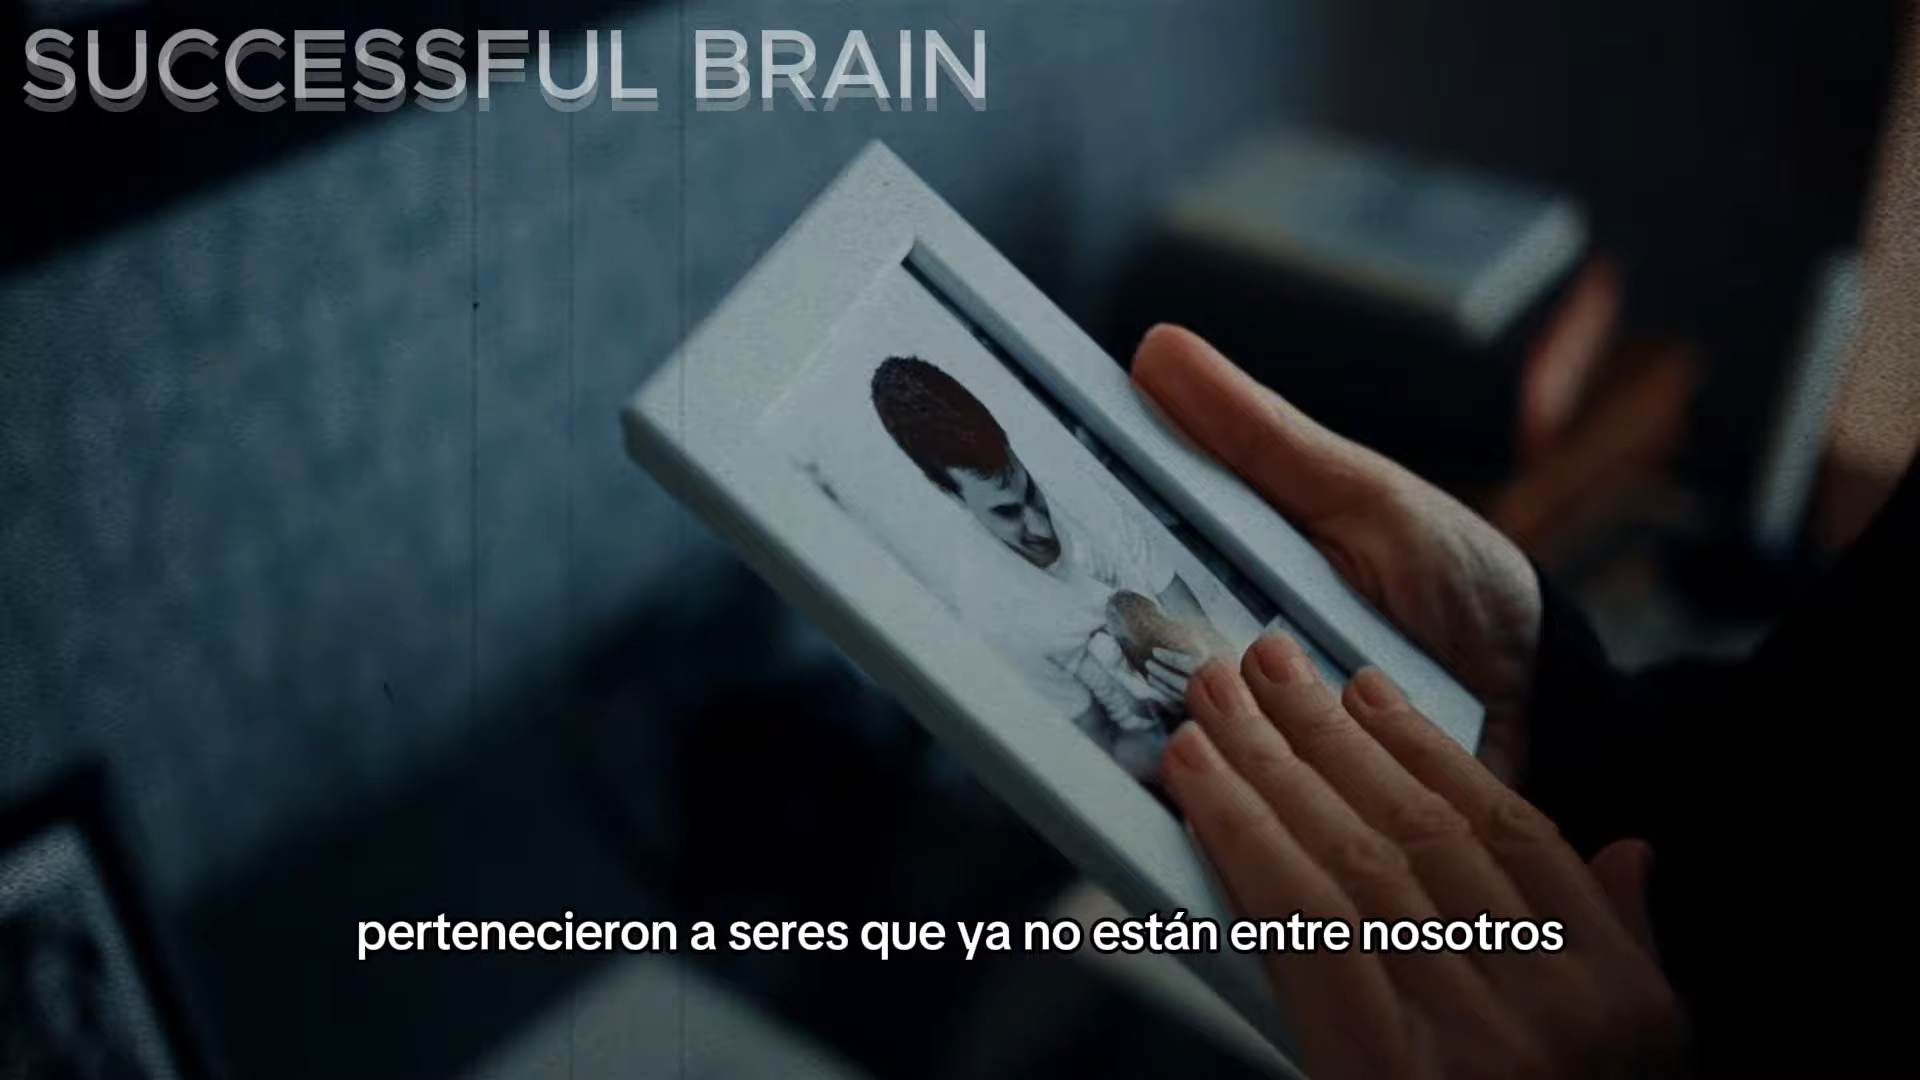 SUCCESSFUL BRAIN
pertenecieron a seres que ya no están entre nosotros